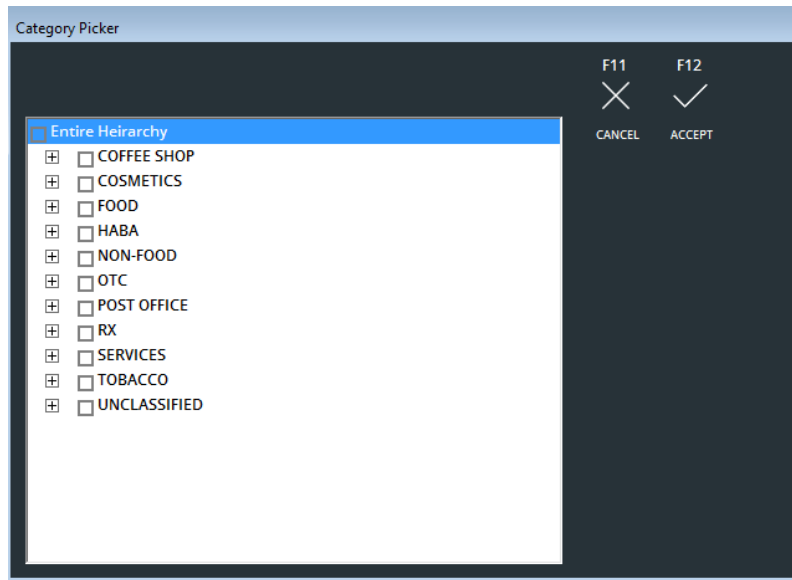 Category Picker
F11 F12
CANCEL ACCEPT
Entire Heirarchy
COFFEE SHOP
COSMETICS
FOOD
HABA
NON-FOOD
OTC
POST OFFICE
RX
SERVICES
TOBACCO
UNCLASSIFIED